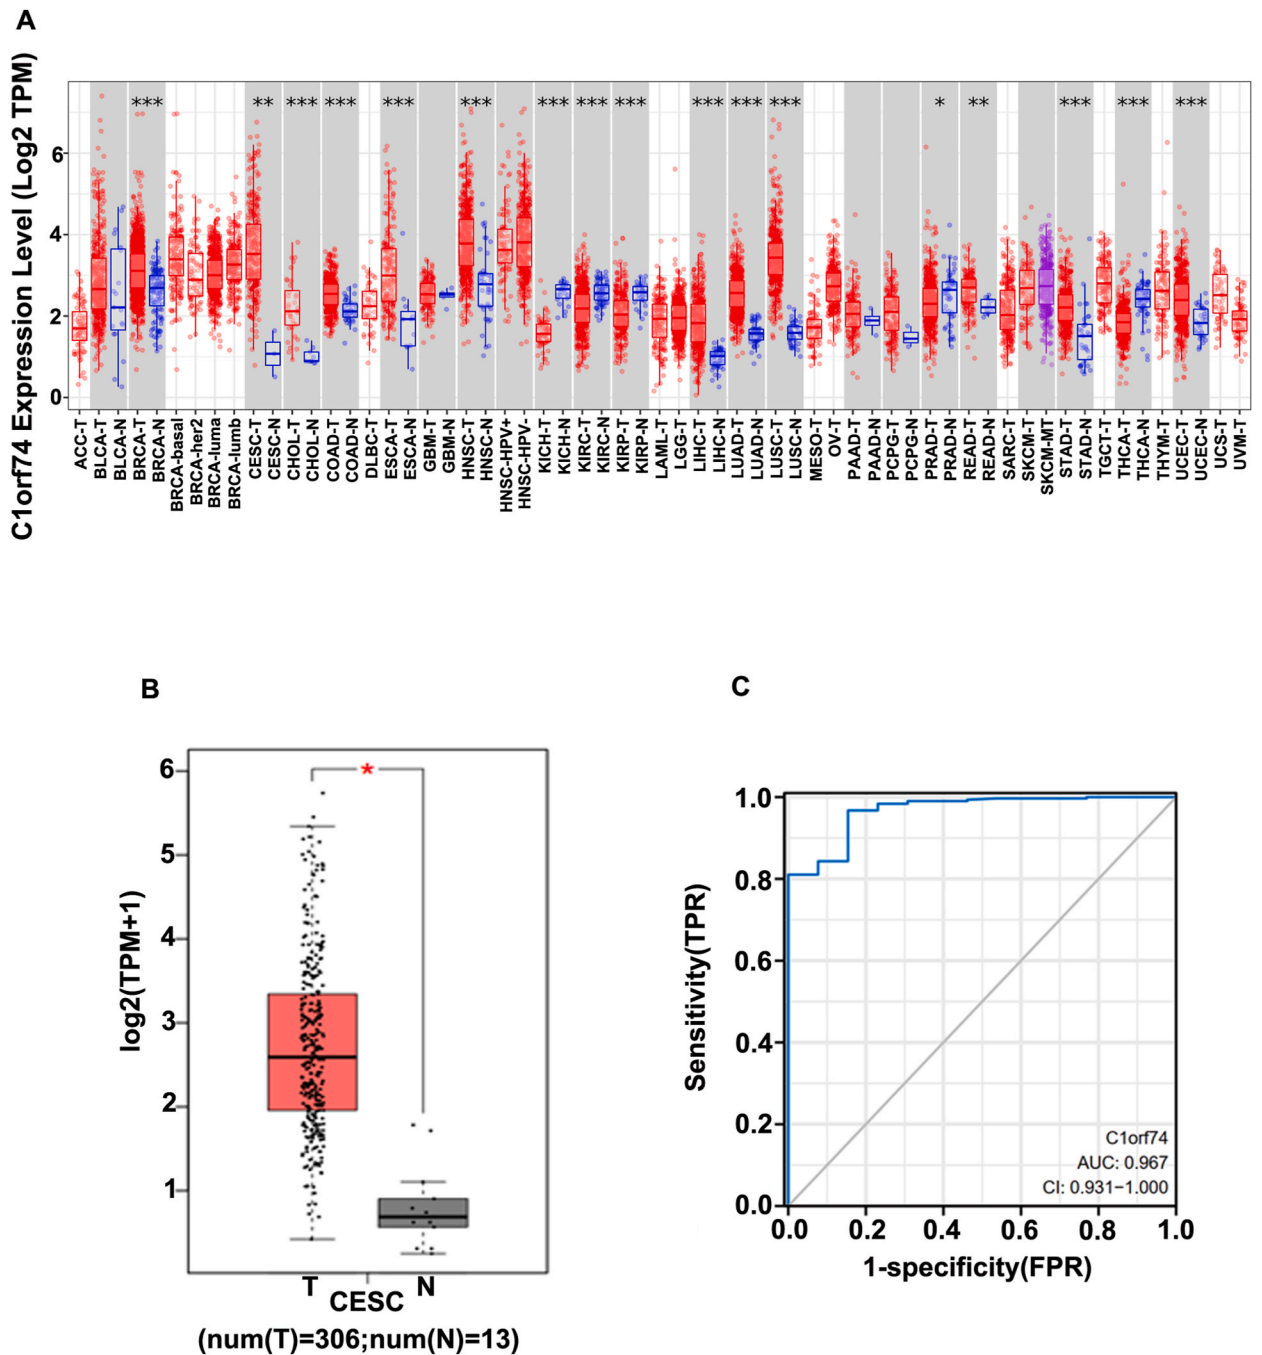 A
C1orf74 Expression Level (Log2 TPM)
*** ** *** *** *** *** *** *** *** *** *** *** * ** *** *** ***
6
4
2
0
ACC-T
BLCA-T
BLCA-N
BRCA-T
BRCA-N
BRCA-basal
BRCA-her2
BRCA-luma
BRCA-lumb
CESC-T
CESC-N
CHOL-T
CHOL-N
COAD-T
COAD-N
DLBC-T
ESCA-T
ESCA-N
GBM-T
GBM-N
HNSC-T
HNSC-N
HNSC-HPV+
HNSC-HPV-
KICH-T
KICH-N
KIRC-T
KIRC-N
KIRP-T
KIRP-N
LAML-T
LGG-T
LIHC-T
LIHC-N
LUAD-T
LUAD-N
LUSC-T
LUSC-N
MESO-T
OV-T
PAAD-T
PAAD-N
PCPG-T
PCPG-N
PRAD-T
PRAD-N
READ-T
READ-N
SARC-T
SKCM-T
SKCM-MT
STAD-T
STAD-N
TGCT-T
THCA-T
THCA-N
THYM-T
UCEC-T
UCEC-N
UCS-T
UVM-T
B
log2(TPM+1)
6
5
4
3
2
1
*
T N
CESC
(num(T)=306;num(N)=13)
C
Sensitivity(TPR)
1.0
0.8
0.6
0.4
0.2
0.0
C1orf74
AUC: 0.967
CI: 0.931−1.000
0.0 0.2 0.4 0.6 0.8 1.0
1-specificity(FPR)